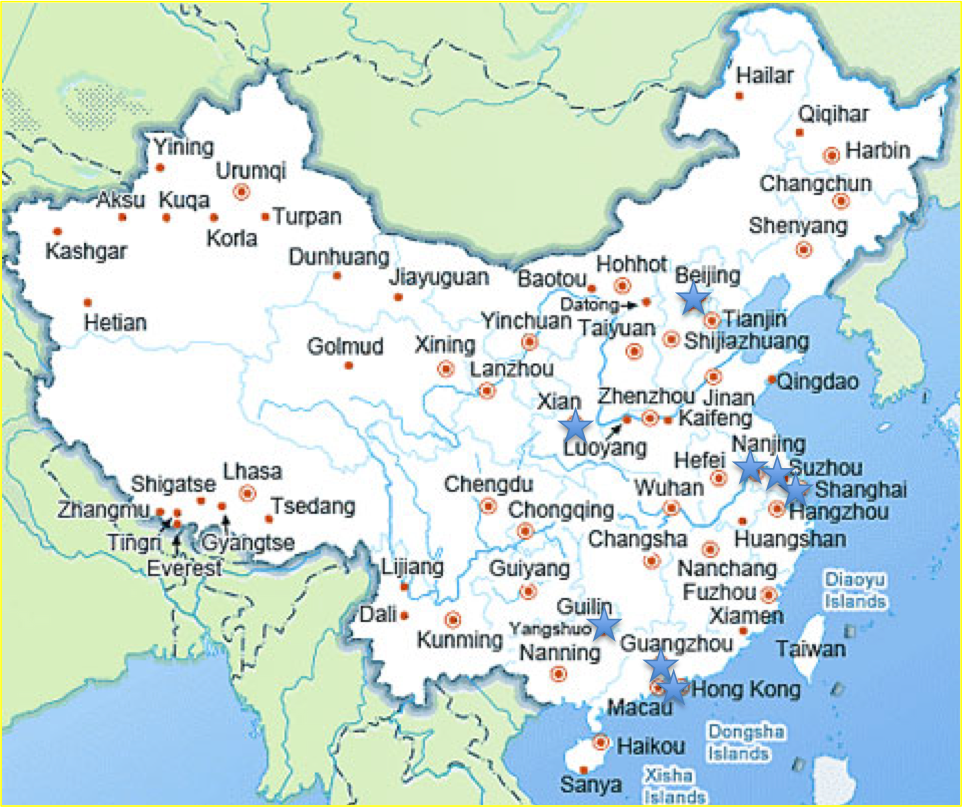 Hailar
Qiqihar
Harbin
Changchun
Shenyang
Yining
Urumqi
Aksu
Kuqa
Turpan
Korla
Kashgar
Hetian
Dunhuang
Jiayuguan
Baotou
Hohhot
Beijing
Datong
Tianjin
Yinchuan
Taiyuan
Shijiazhuang
Golmud
Xining
Lanzhou
Jinan
Qingdao
Xian
Zhenzhou
Kaifeng
Luoyang
Nanjing
Hefei
Suzhou
Shanghai
Hangzhou
Lhasa
Shigatse
Zhangmu
Tsedang
Tingri
Gyangtse
Everest
Chengdu
Wuhan
Chongqing
Changsha
Huangshan
Nanchang
Lijiang
Guiyang
Fuzhou
Diaoyu
Islands
Dali
Kunming
Guilin
Yangshuo
Xiamen
Nanning
Guangzhou
Taiwan
Hong Kong
Macau
Dongsha
Islands
Haikou
Sanya
Xisha
Islands